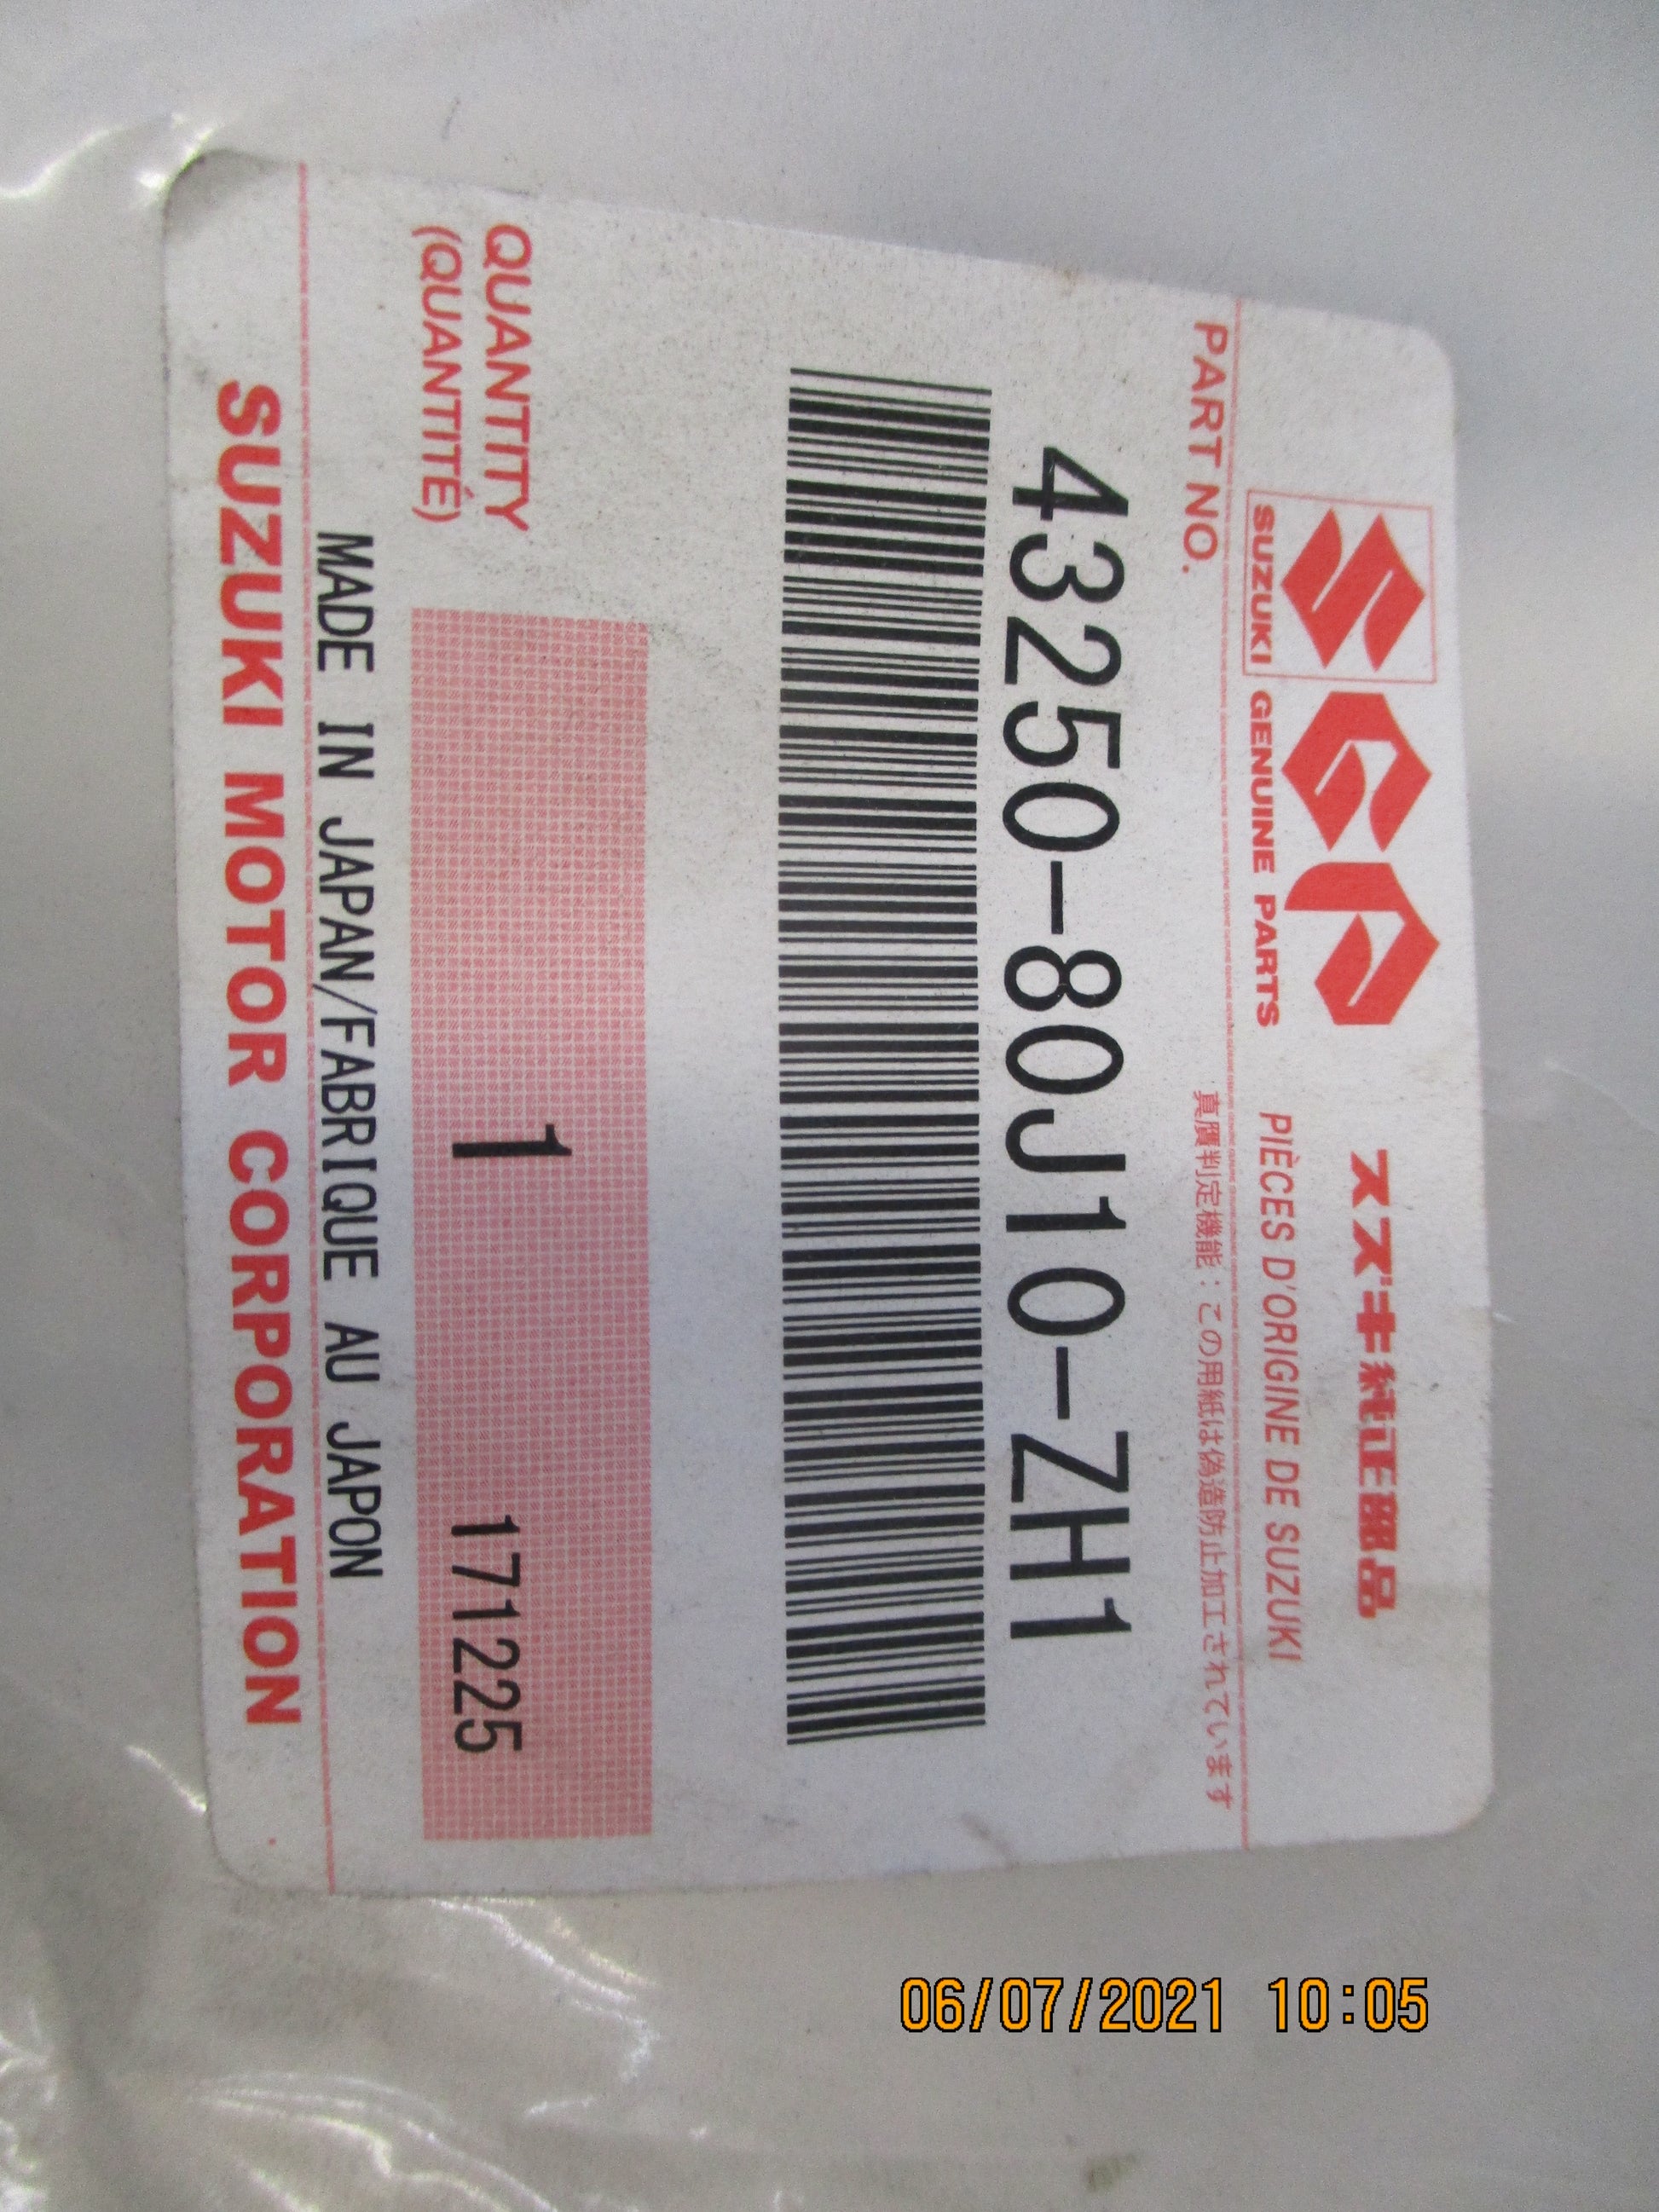 スズキ純正部品
SUZUKI GENUINE PARTS
PIÈCES D'ORIGINE DE SUZUKI
PART NO.
真贋判定機能：この用紙は偽造防止加工されています
43250-80J10-ZH1
QUANTITY
(QUANTITÉ)
1
171225
MADE IN JAPAN/FABRIQUE AU JAPON
SUZUKI MOTOR CORPORATION
06/07/2021 10:05